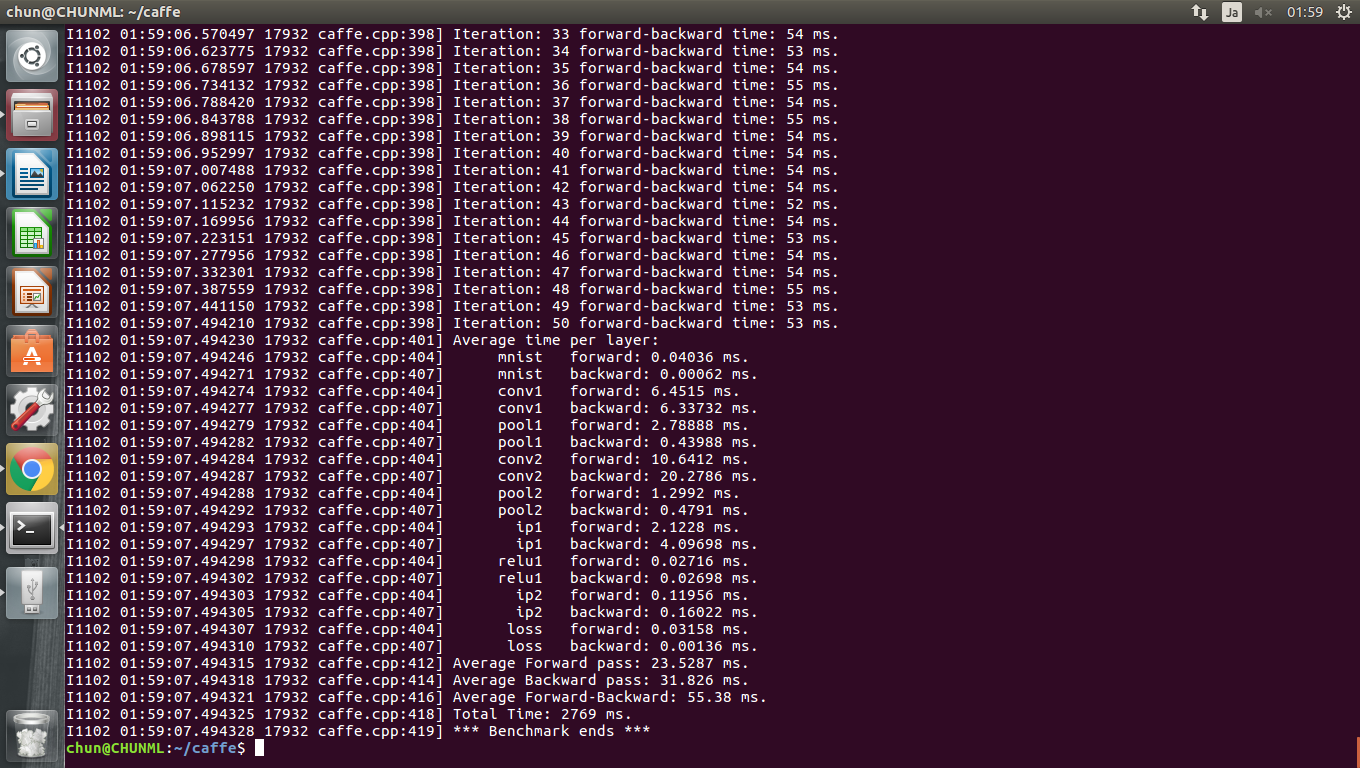 chun@CHUNML: ~/caffe
Ja
01:59
I1102 01:59:06.570497 17932 caffe.cpp:398] Iteration: 33 forward-backward time: 54 ms.
I1102 01:59:06.623775 17932 caffe.cpp:398] Iteration: 34 forward-backward time: 53 ms.
I1102 01:59:06.678597 17932 caffe.cpp:398] Iteration: 35 forward-backward time: 54 ms.
I1102 01:59:06.734132 17932 caffe.cpp:398] Iteration: 36 forward-backward time: 55 ms.
I1102 01:59:06.788420 17932 caffe.cpp:398] Iteration: 37 forward-backward time: 54 ms.
I1102 01:59:06.843788 17932 caffe.cpp:398] Iteration: 38 forward-backward time: 55 ms.
I1102 01:59:06.898115 17932 caffe.cpp:398] Iteration: 39 forward-backward time: 54 ms.
I1102 01:59:06.952997 17932 caffe.cpp:398] Iteration: 40 forward-backward time: 54 ms.
I1102 01:59:07.007488 17932 caffe.cpp:398] Iteration: 41 forward-backward time: 54 ms.
I1102 01:59:07.062250 17932 caffe.cpp:398] Iteration: 42 forward-backward time: 54 ms.
I1102 01:59:07.115232 17932 caffe.cpp:398] Iteration: 43 forward-backward time: 52 ms.
I1102 01:59:07.169956 17932 caffe.cpp:398] Iteration: 44 forward-backward time: 54 ms.
I1102 01:59:07.223151 17932 caffe.cpp:398] Iteration: 45 forward-backward time: 53 ms.
I1102 01:59:07.277956 17932 caffe.cpp:398] Iteration: 46 forward-backward time: 54 ms.
I1102 01:59:07.332301 17932 caffe.cpp:398] Iteration: 47 forward-backward time: 54 ms.
I1102 01:59:07.387559 17932 caffe.cpp:398] Iteration: 48 forward-backward time: 55 ms.
I1102 01:59:07.441150 17932 caffe.cpp:398] Iteration: 49 forward-backward time: 53 ms.
I1102 01:59:07.494210 17932 caffe.cpp:398] Iteration: 50 forward-backward time: 53 ms.
I1102 01:59:07.494230 17932 caffe.cpp:401] Average time per layer:
I1102 01:59:07.494246 17932 caffe.cpp:404] mnist forward: 0.04036 ms.
I1102 01:59:07.494271 17932 caffe.cpp:407] mnist backward: 0.00062 ms.
I1102 01:59:07.494274 17932 caffe.cpp:404] conv1 forward: 6.4515 ms.
I1102 01:59:07.494277 17932 caffe.cpp:407] conv1 backward: 6.33732 ms.
I1102 01:59:07.494279 17932 caffe.cpp:404] pool1 forward: 2.78888 ms.
I1102 01:59:07.494282 17932 caffe.cpp:407] pool1 backward: 0.43988 ms.
I1102 01:59:07.494284 17932 caffe.cpp:404] conv2 forward: 10.6412 ms.
I1102 01:59:07.494287 17932 caffe.cpp:407] conv2 backward: 20.2786 ms.
I1102 01:59:07.494288 17932 caffe.cpp:404] pool2 forward: 1.2992 ms.
I1102 01:59:07.494292 17932 caffe.cpp:407] pool2 backward: 0.4791 ms.
I1102 01:59:07.494293 17932 caffe.cpp:404] ip1 forward: 2.1228 ms.
I1102 01:59:07.494297 17932 caffe.cpp:407] ip1 backward: 4.09698 ms.
I1102 01:59:07.494298 17932 caffe.cpp:404] relu1 forward: 0.02716 ms.
I1102 01:59:07.494302 17932 caffe.cpp:407] relu1 backward: 0.02698 ms.
I1102 01:59:07.494303 17932 caffe.cpp:404] ip2 forward: 0.11956 ms.
I1102 01:59:07.494305 17932 caffe.cpp:407] ip2 backward: 0.16022 ms.
I1102 01:59:07.494307 17932 caffe.cpp:404] loss forward: 0.03158 ms.
I1102 01:59:07.494310 17932 caffe.cpp:407] loss backward: 0.00136 ms.
I1102 01:59:07.494315 17932 caffe.cpp:412] Average Forward pass: 23.5287 ms.
I1102 01:59:07.494318 17932 caffe.cpp:414] Average Backward pass: 31.826 ms.
I1102 01:59:07.494321 17932 caffe.cpp:416] Average Forward-Backward: 55.38 ms.
I1102 01:59:07.494325 17932 caffe.cpp:418] Total Time: 2769 ms.
I1102 01:59:07.494328 17932 caffe.cpp:419] *** Benchmark ends ***
chun@CHUNML:~/caffe$